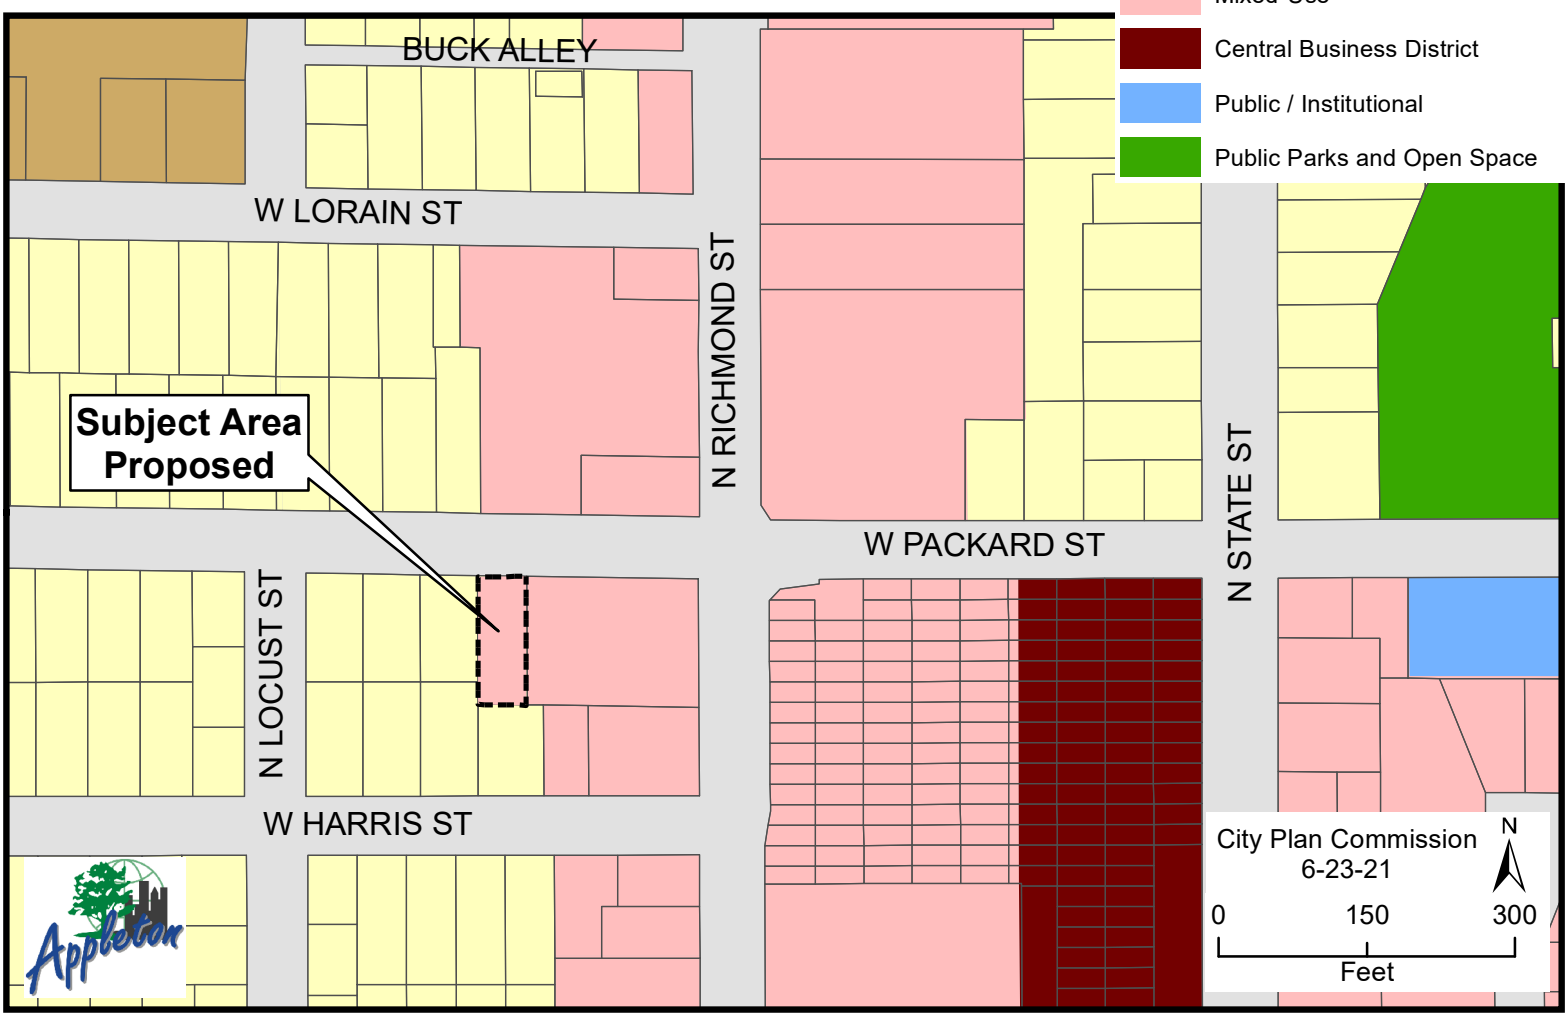 Mixed Use
Central Business District
Public / Institutional
Public Parks and Open Space
BUCK ALLEY
W LORAIN ST
N RICHMOND ST
Subject Area
Proposed
W PACKARD ST
N STATE ST
N LOCUST ST
W HARRIS ST
City Plan Commission
6-23-21
N
0 150 300
Feet
Appleton